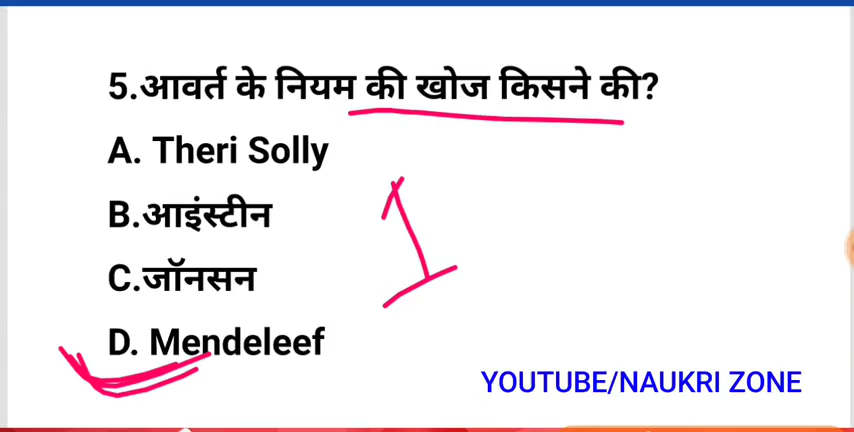 5.आवर्त के नियम की खोज किसने की?
A. Theri Solly
B.आइंस्टीन
C.जॉनसन
D. Mendeleef
YOUTUBE/NAUKRI ZONE